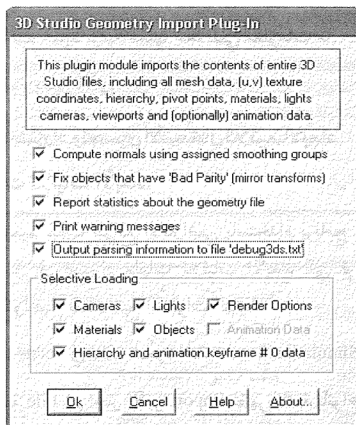 3D Studio Geometry Import Plug-In
This plugin module imports the contents of entire 3D
Studio files, including all mesh data, (u,v) texture
coordinates, hierarchy, pivot points, materials, lights
cameras, viewports and (optionally) animation data.
Compute normals using assigned smoothing groups
Fix objects that have 'Bad Parity' (mirror transforms)
Report statistics about the geometry file
Print warning messages
Output parsing information to file 'debug3ds.txt'
Selective Loading
Cameras Lights Render Options
Materials Objects Animation Data
Hierarchy and animation keyframe # 0 data
Ok Cancel Help About...